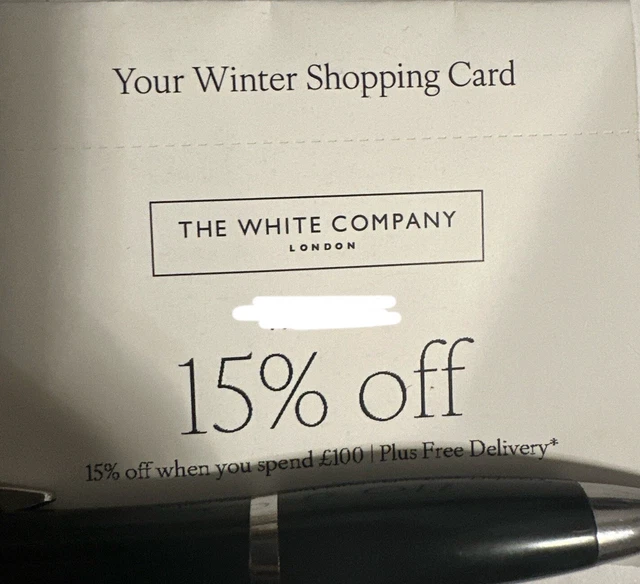 Your Winter Shopping Card
THE WHITE COMPANY
LONDON
15% off
15% off when you spend £100 | Plus Free Delivery*